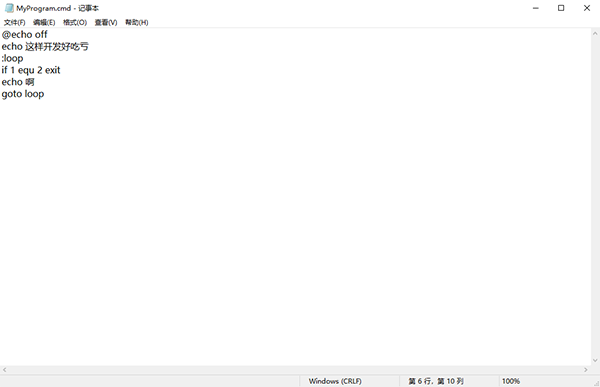 MyProgram.cmd - 记事本
文件(F) 编辑(E) 格式(O) 查看(V) 帮助(H)
@echo off
echo 这样开发好吃亏
:loop
if 1 equ 2 exit
echo 啊
goto loop
Windows (CRLF) 第 6 行，第 10 列 100%